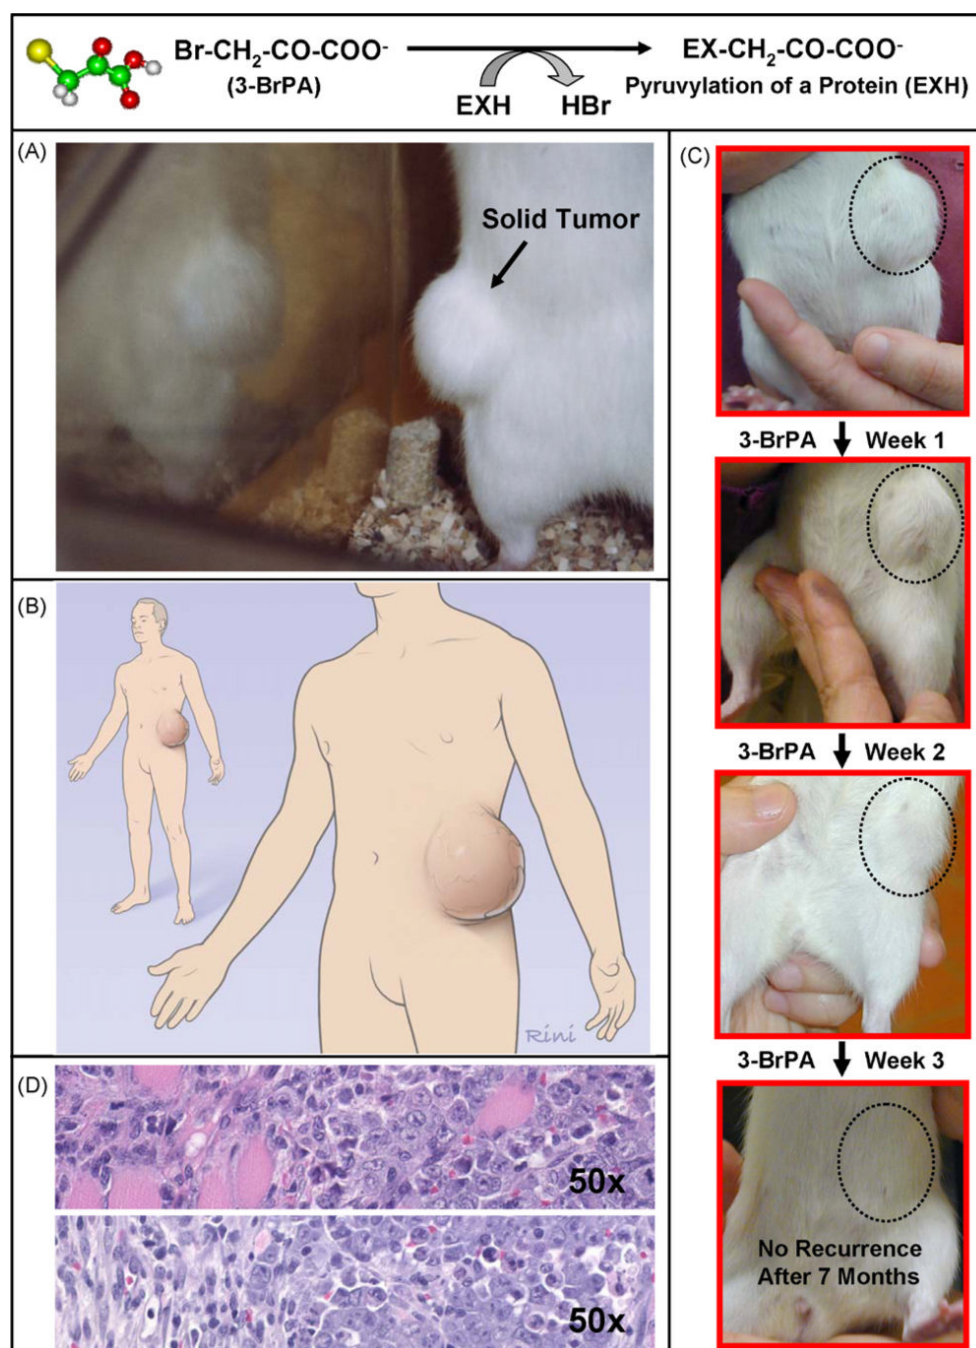 Br-CH₂-CO-COO⁻
(3-BrPA)
EXH
HBr
EX-CH₂-CO-COO⁻
Pyruvylation of a Protein (EXH)
(A)
Solid Tumor
(B)
Rini
(C)
3-BrPA Week 1
3-BrPA Week 2
3-BrPA Week 3
No Recurrence
After 7 Months
(D)
50x
50x